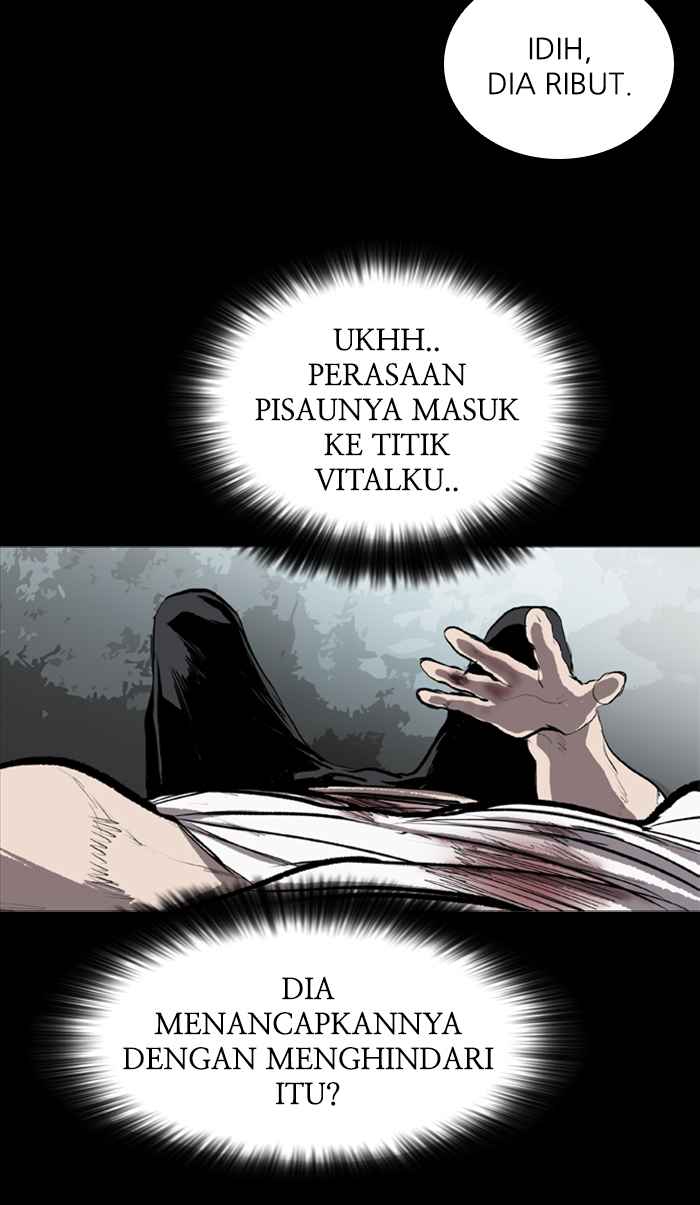 IDIH,
DIA RIBUT.
UKHH..
PERASAAN
PISAUNYA MASUK
KE TITIK
VITALKU..
DIA
MENANCAPKANNYA
DENGAN MENGHINDARI
ITU?